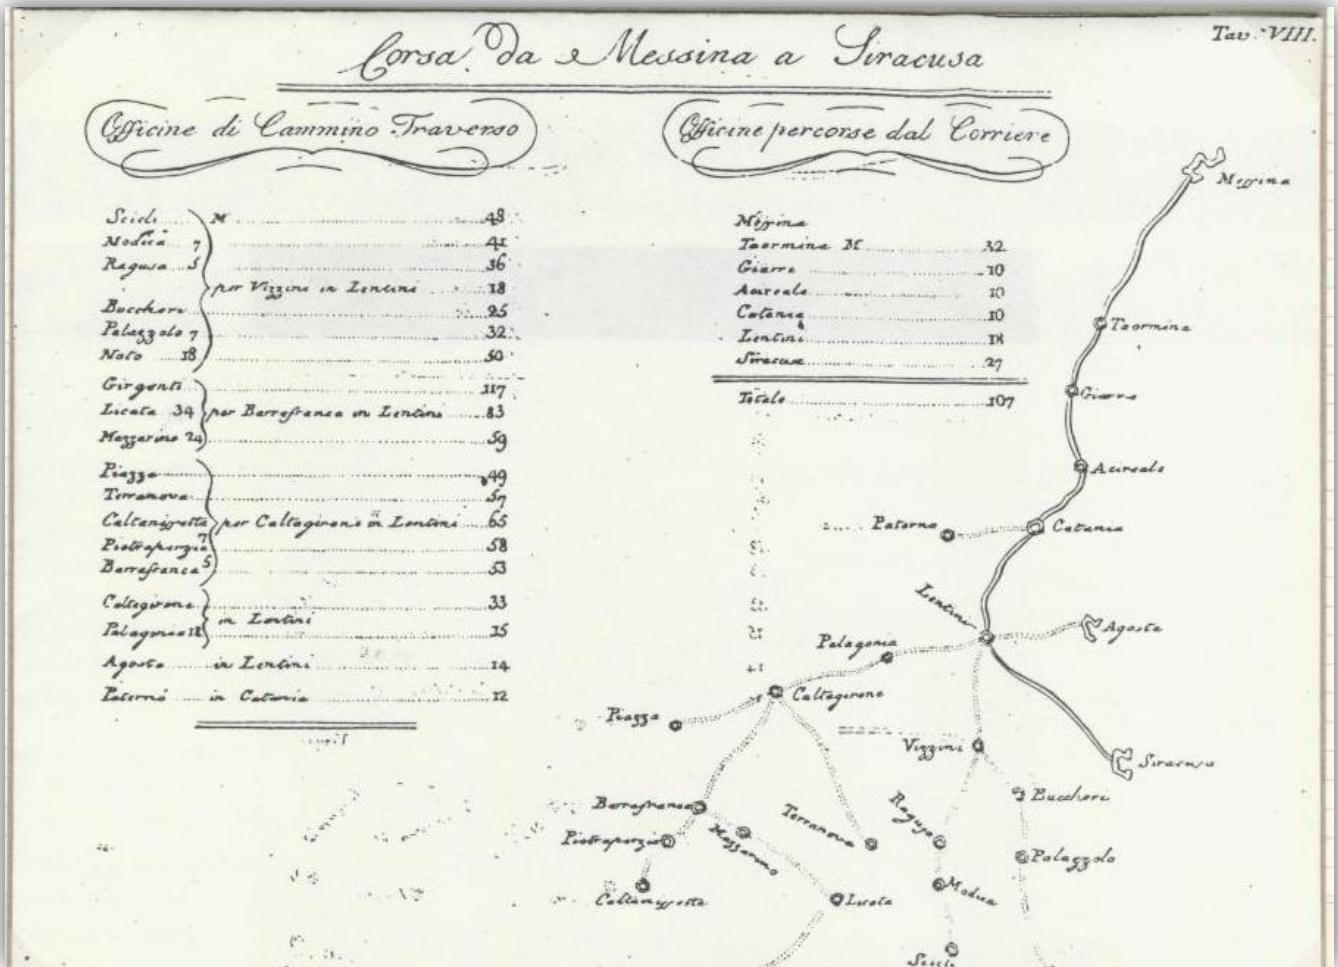 Tav. VIII.
Corsa da Messina a Siracusa
Officine di Cammino Traverso
Scicli M 48
Modica 7 41
Ragusa 5 36
per Vizzini in Lentini 18
Buccheri 25
Palazzolo 7 32
Noto 18 50
Girgenti 117
Licata 34 per Barrafranca in Lentini 83
Mazzarino 24 59
Piazza 49
Terranova 57
Caltanissetta per Caltagirone in Lentini 65
Pietraperzia 7 58
Barrafranca 5 53
Caltagirone 33
in Lentini
Palagonia 18 15
Agosta in Lentini 14
Paternò in Catania 12
Officine percorse dal Corriere
Messina
Taormina M 32
Giarre 10
Acireale 10
Catania 10
Lentini 18
Siracusa 27
Totale 107
Messina
Taormina
Giarre
Acireale
Paterno
Catania
Lentini
Agosta
Palagonia
Caltagerone
Piazza
Vizzini
Siracusa
Buccheri
Barrafranca
Mazzarino
Terranova
Ragusa
Pietraperzia
Palazzolo
Caltanissetta
Licata
Modica
Scicli